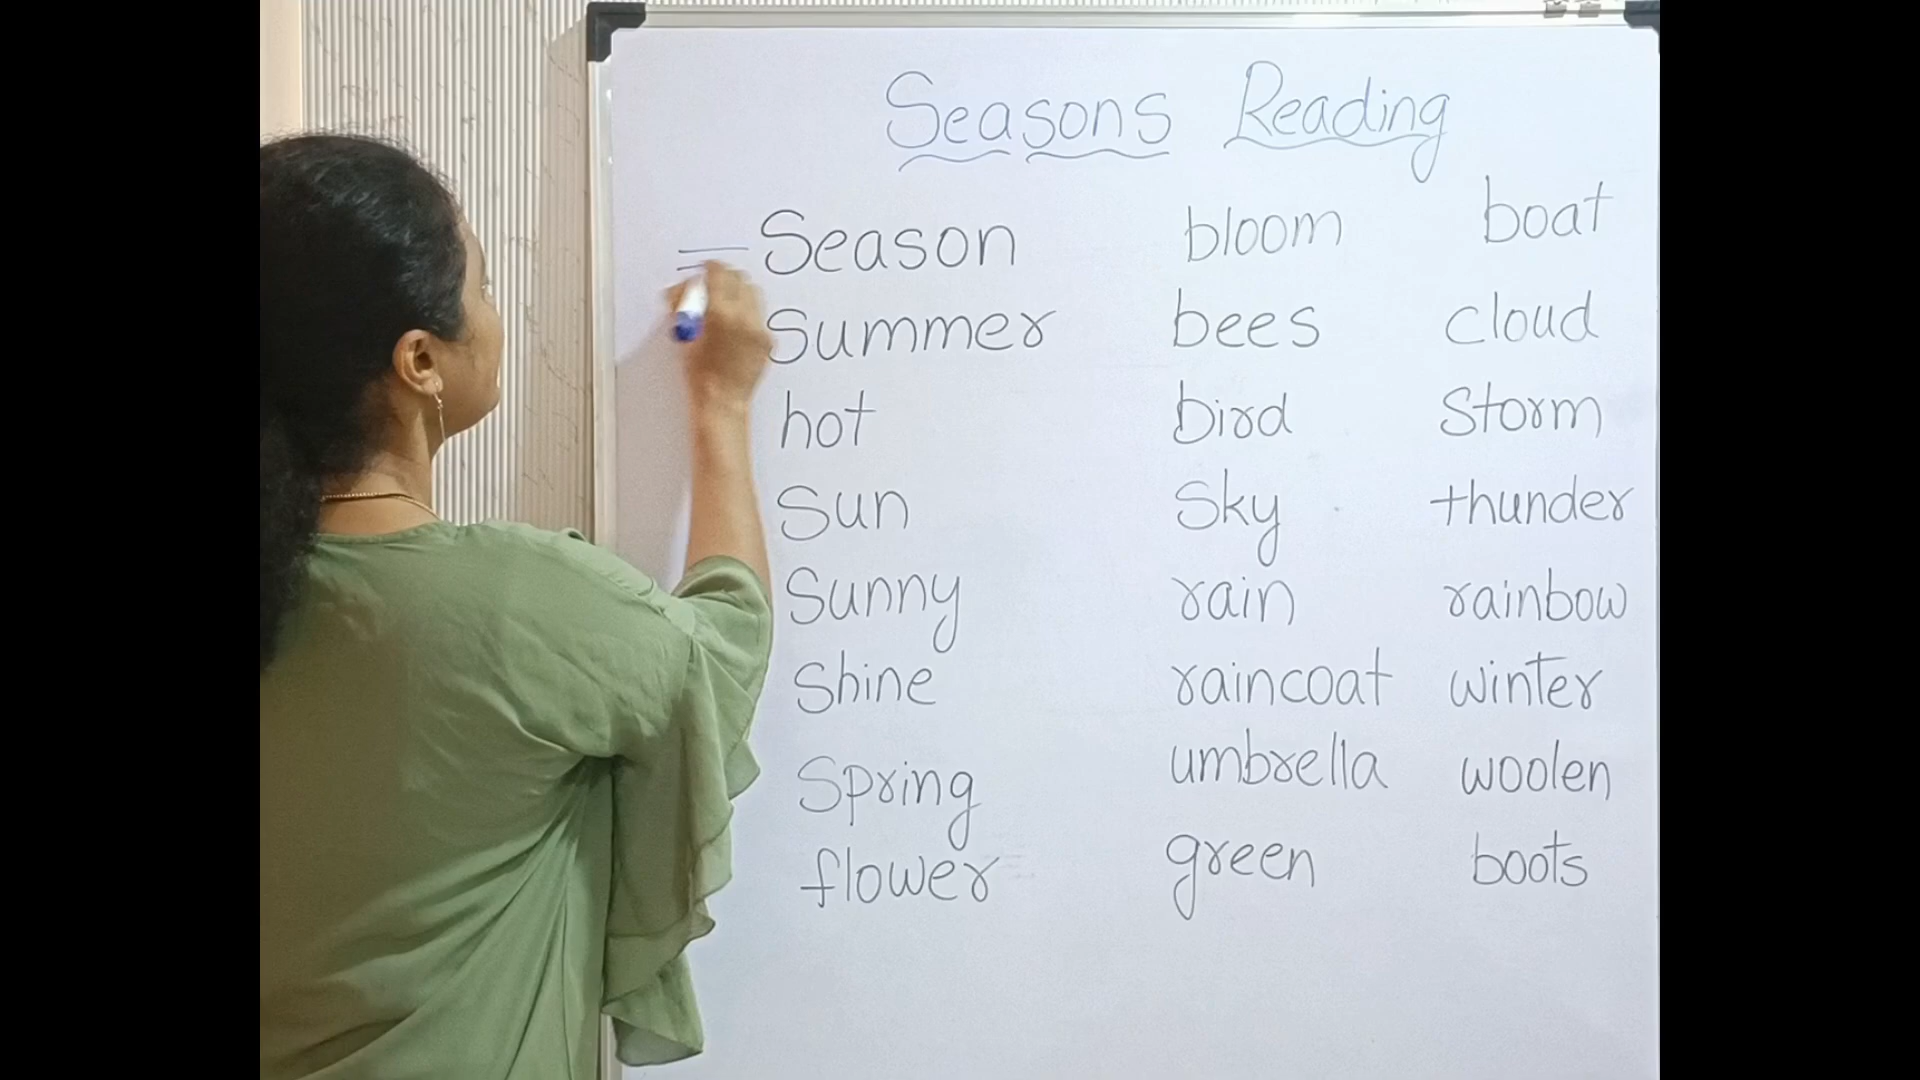 Seasons Reading
Season bloom boat
Summer bees cloud
hot bird Storm
Sun Sky thunder
Sunny rain rainbow
Shine raincoat winter
Spring umbrella woolen
flower green boots